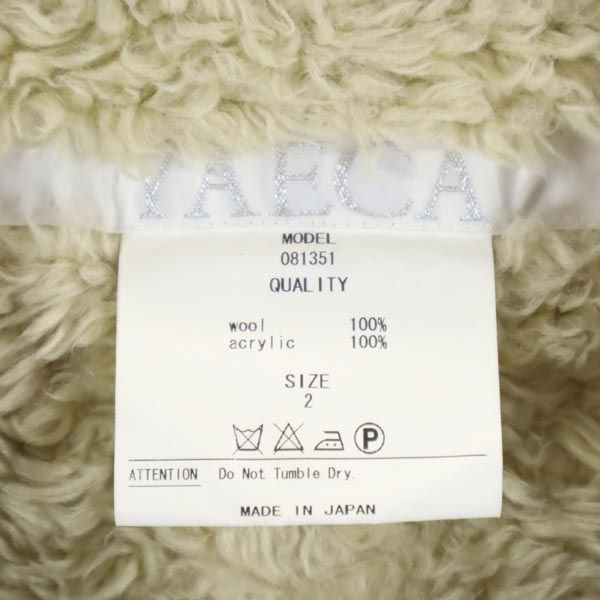 YAECA
MODEL
081351
QUALITY
wool 100%
acrylic 100%
SIZE
2
P
ATTENTION Do Not Tumble Dry.
MADE IN JAPAN